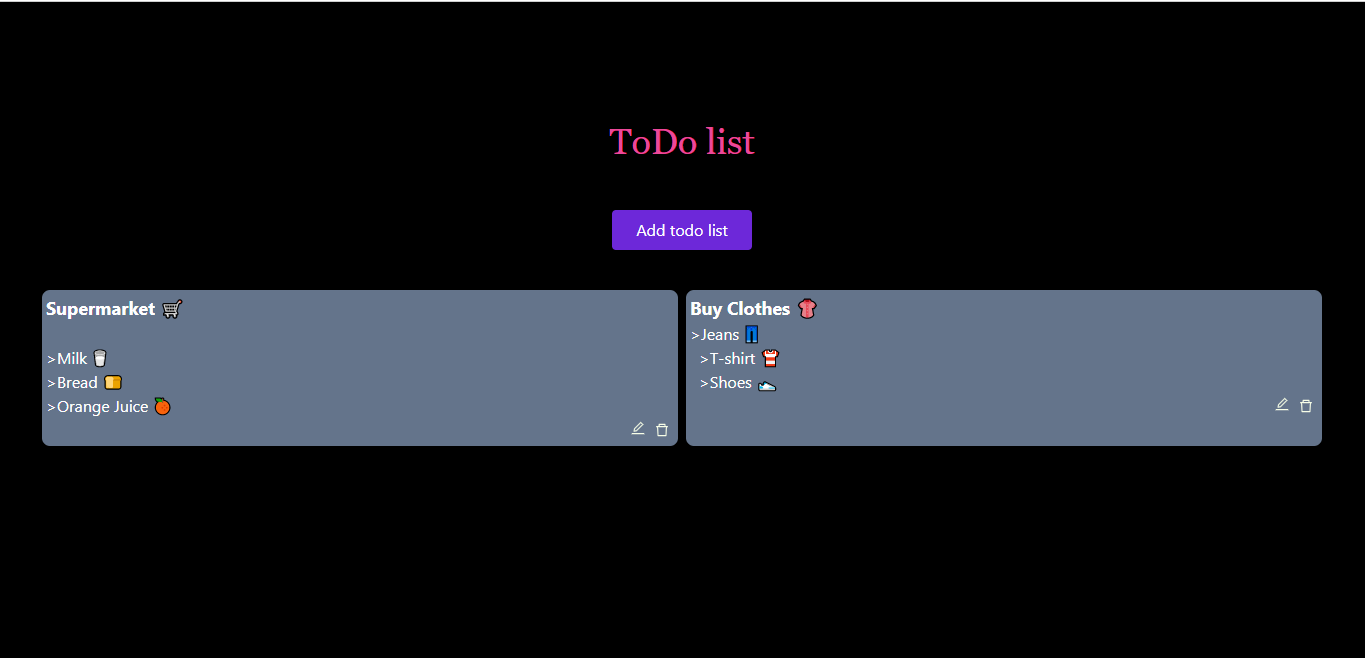 ToDo list
Add todo list
Supermarket 🛒
>Milk 🥛
>Bread 🍞
>Orange Juice 🍊
Buy Clothes 👚
>Jeans 👖
>T-shirt 👕
>Shoes 👟